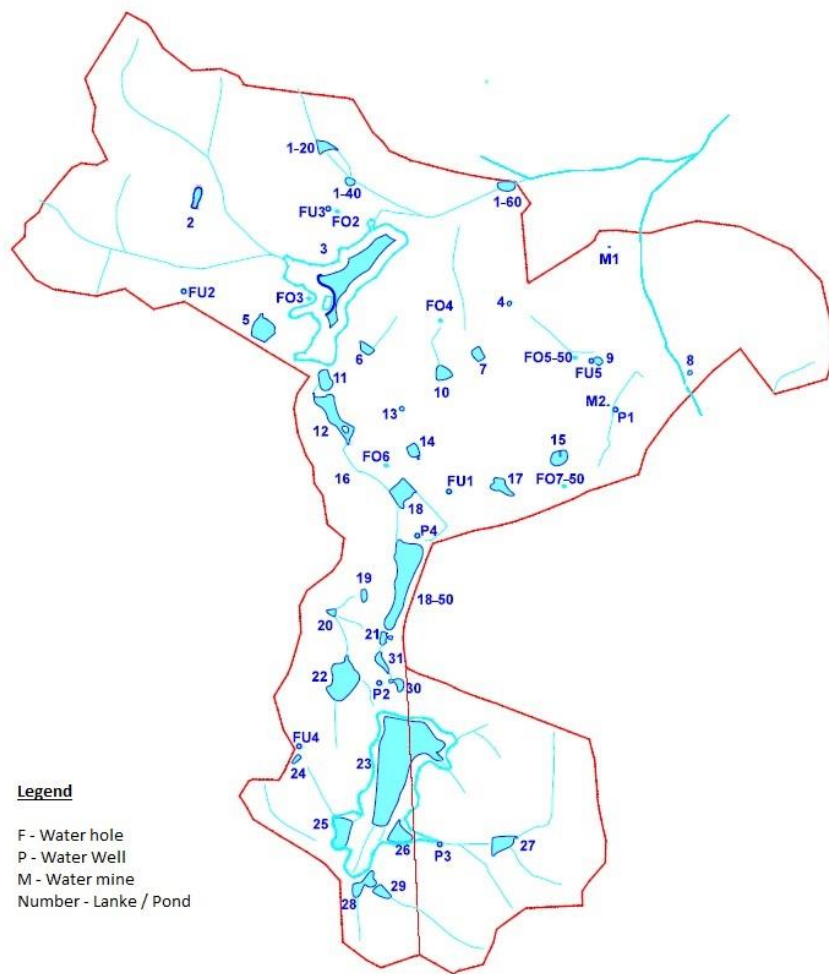 1-20
1-40
1-60
2
FU3
FO2
3
M1
FU2
FO3
4
FO4
5
6
7
FO5-50
9
FU5
8
11
10
M2.
P1
13
12
14
15
FO6
16
FU1
17
FO7-50
18
P4
19
18-50
20
21
31
22
P2
30
FU4
23
24
25
26
P3
27
28
29
Legend
F - Water hole
P - Water Well
M - Water mine
Number - Lanke / Pond